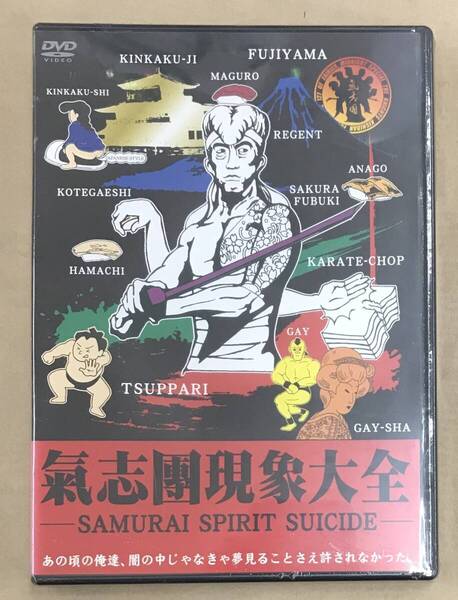 DVD
VIDEO
KINKAKU-JI
FUJIYAMA
MAGURO
KINKAKU-SHI
JAPANESE STYLE
REGENT
ANAGO
KOTEGAESHI
SAKURA
FUBUKI
HAMACHI
KARATE-CHOP
GAY
TSUPPARI
GAY-SHA
氣志團現象大全
SAMURAI SPIRIT SUICIDE
あの頃の俺達、闇の中じゃなきゃ夢見ることさえ許されなかった。